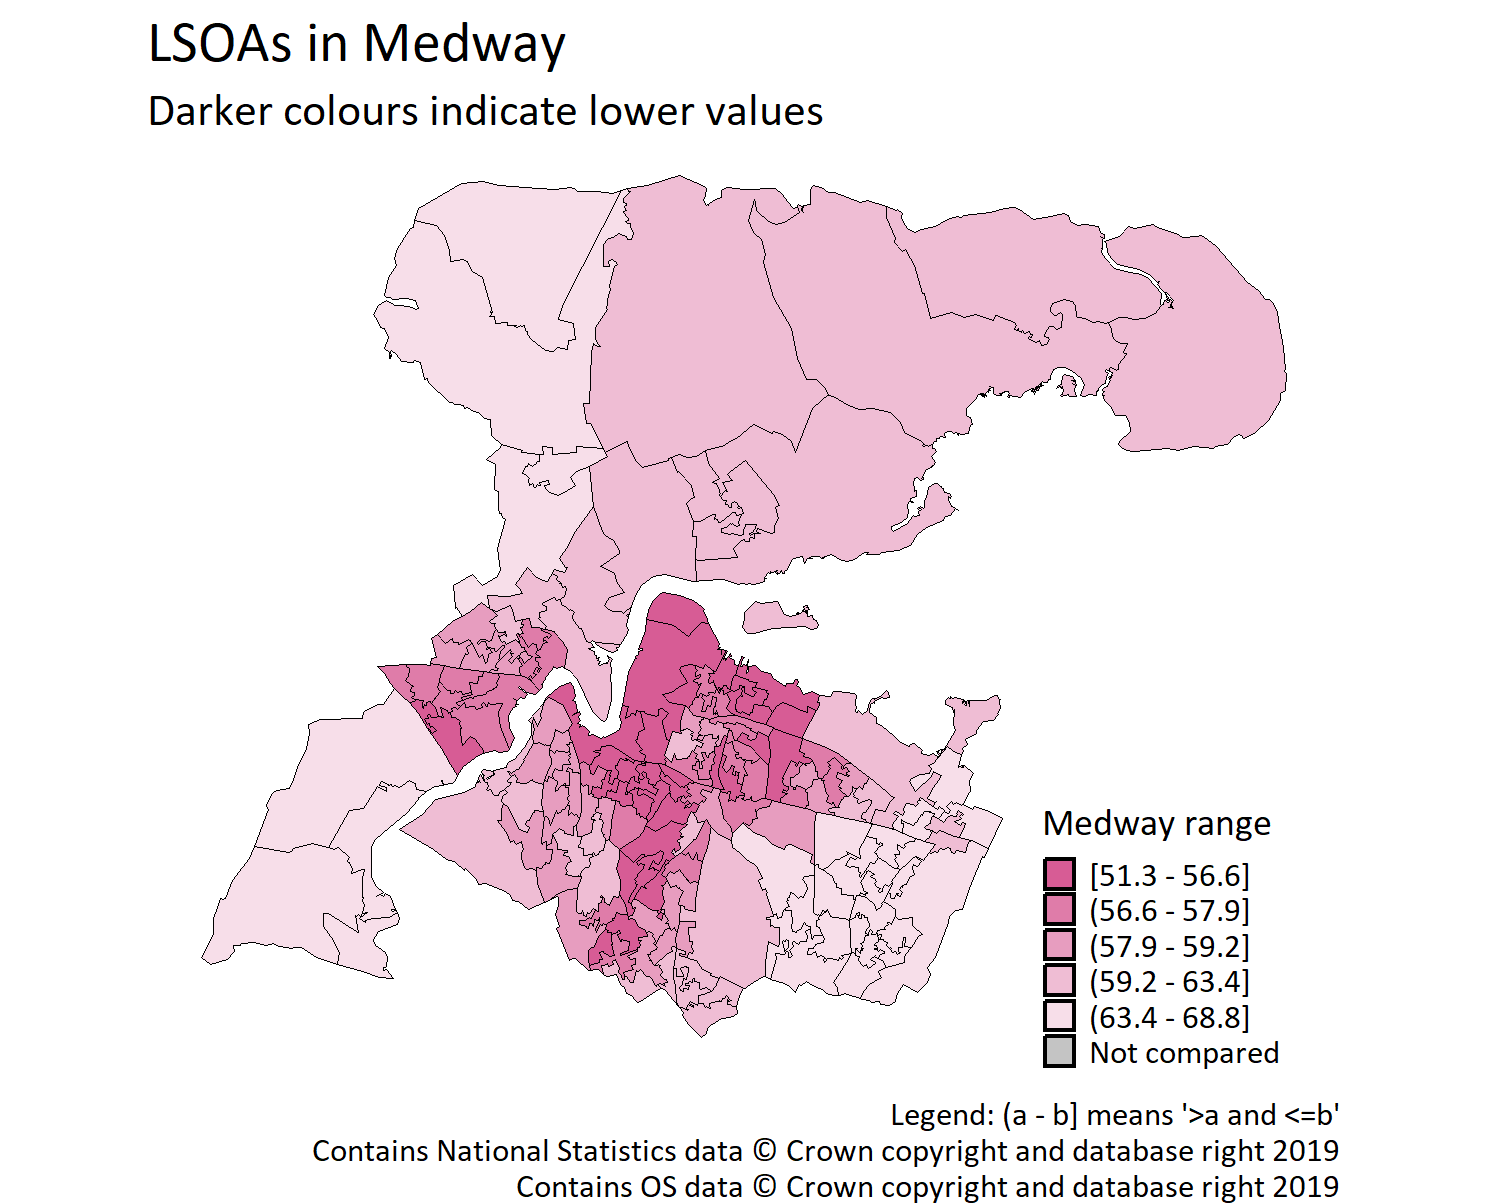 LSOAs in Medway
Darker colours indicate lower values
Medway range
[51.3 - 56.6]
(56.6 - 57.9]
(57.9 - 59.2]
(59.2 - 63.4]
(63.4 - 68.8]
Not compared
Legend: (a - b] means '>a and <=b'
Contains National Statistics data © Crown copyright and database right 2019
Contains OS data © Crown copyright and database right 2019